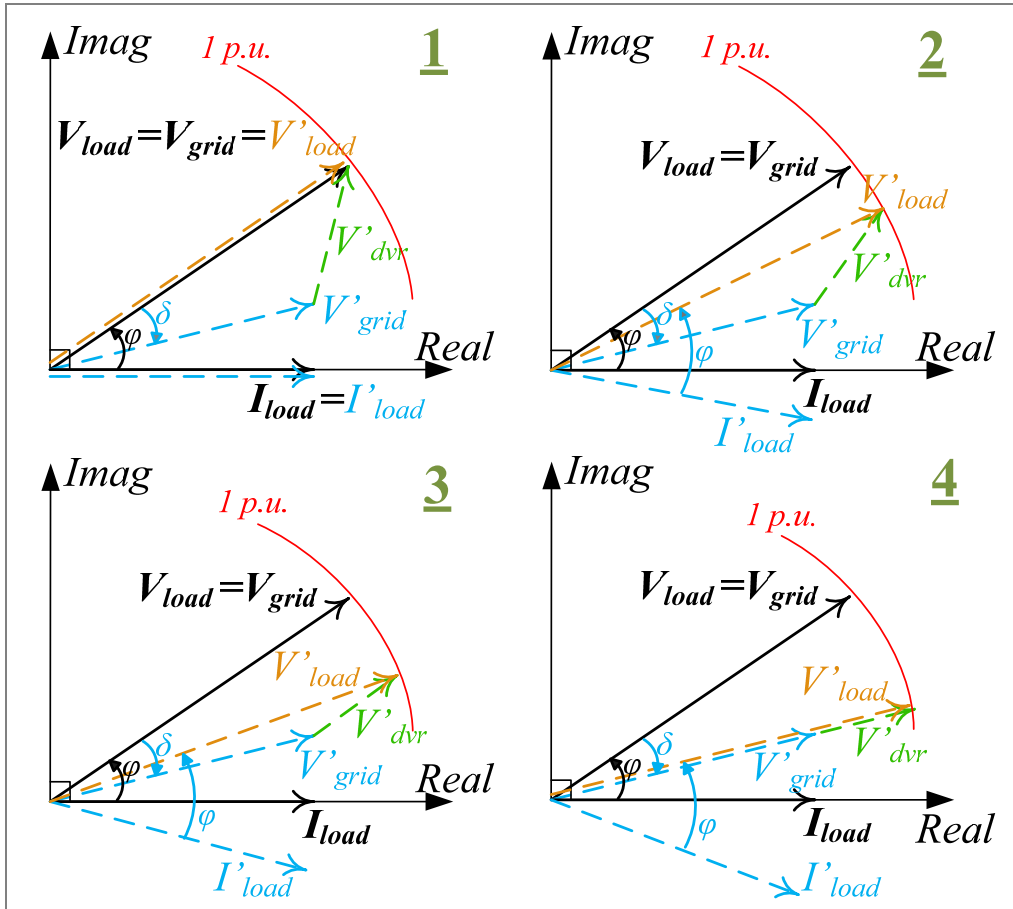 Imag
1 p.u.
1
V_load=V_grid=V'_load
V'_dvr
δ
V'_grid
φ
Real
I_load=I'_load
Imag
1 p.u.
2
V_load=V_grid
V'_load
V'_dvr
δ
V'_grid
φ
φ
Real
I_load
I'_load
Imag
1 p.u.
3
V_load=V_grid
V'_load
V'_dvr
δ
V'_grid
φ
Real
φ
I_load
I'_load
Imag
1 p.u.
4
V_load=V_grid
V'_load
V'_dvr
δ
V'_grid
φ
φ
I_load
Real
I'_load